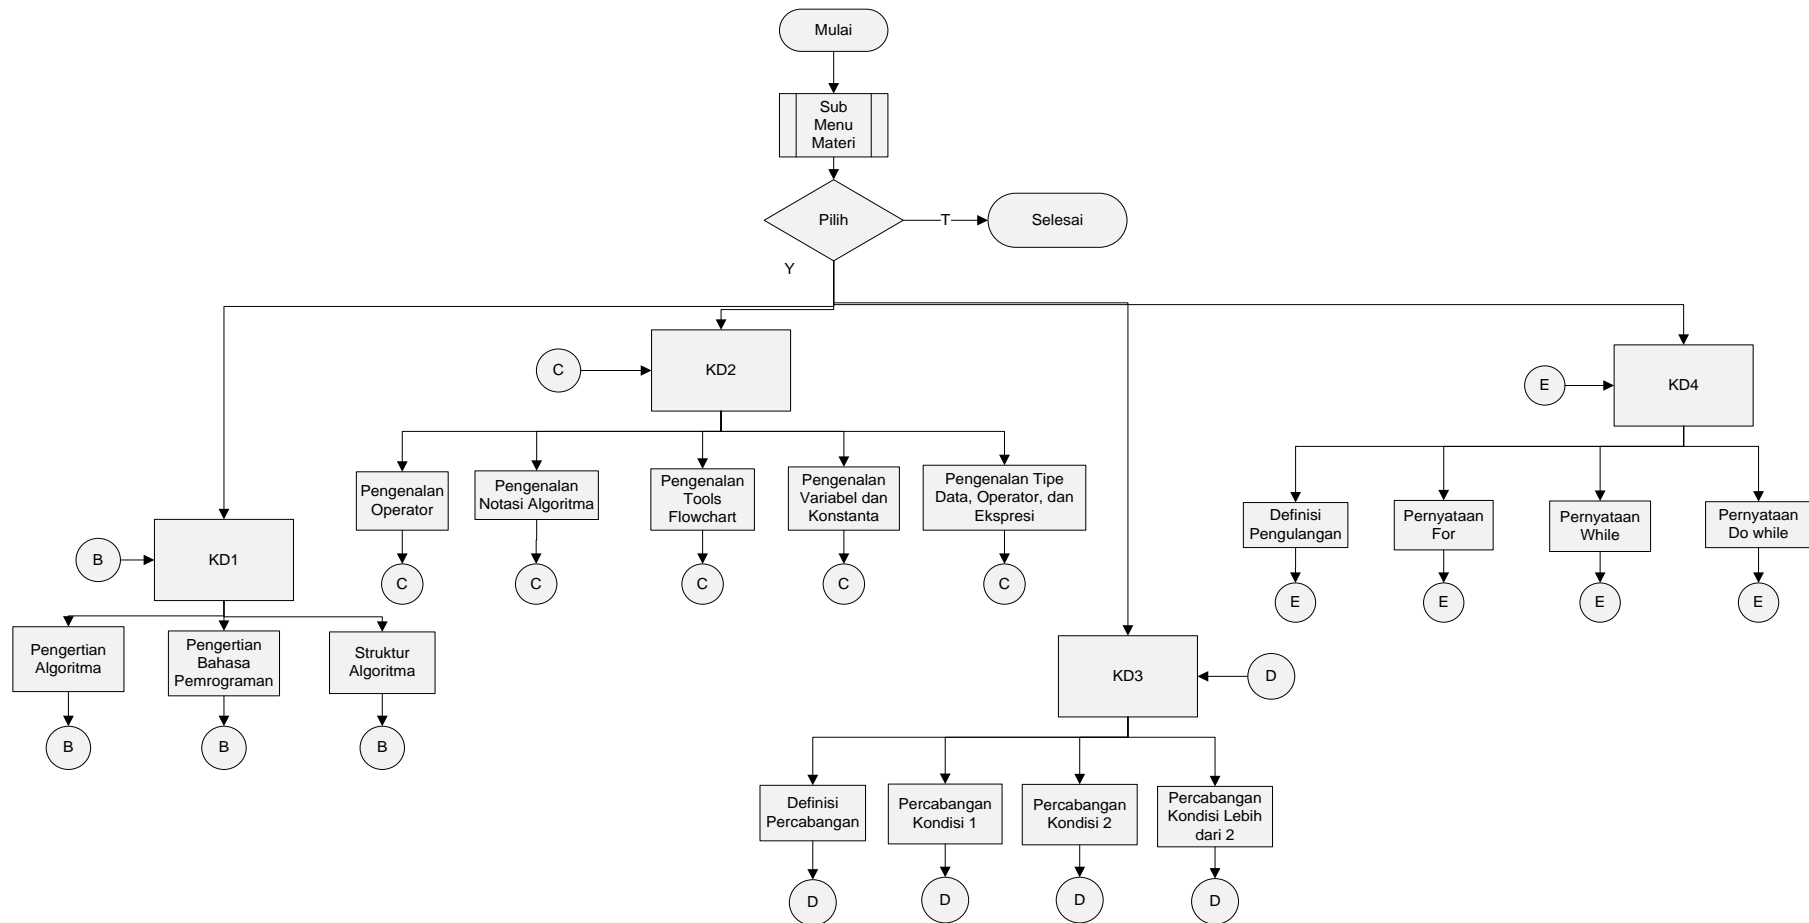 Mulai
Sub
Menu
Materi
Pilih
T
Selesai
Y
C
KD2
E
KD4
Pengenalan
Operator
Pengenalan
Notasi Algoritma
Pengenalan
Tools
Flowchart
Pengenalan
Variabel dan
Konstanta
Pengenalan Tipe
Data, Operator, dan
Ekspresi
Definisi
Pengulangan
Pernyataan
For
Pernyataan
While
Pernyataan
Do while
B
KD1
C
C
C
C
C
E
E
E
E
Pengertian
Algoritma
Pengertian
Bahasa
Pemrograman
Struktur
Algoritma
KD3
D
B
B
B
Definisi
Percabangan
Percabangan
Kondisi 1
Percabangan
Kondisi 2
Percabangan
Kondisi Lebih
dari 2
D
D
D
D